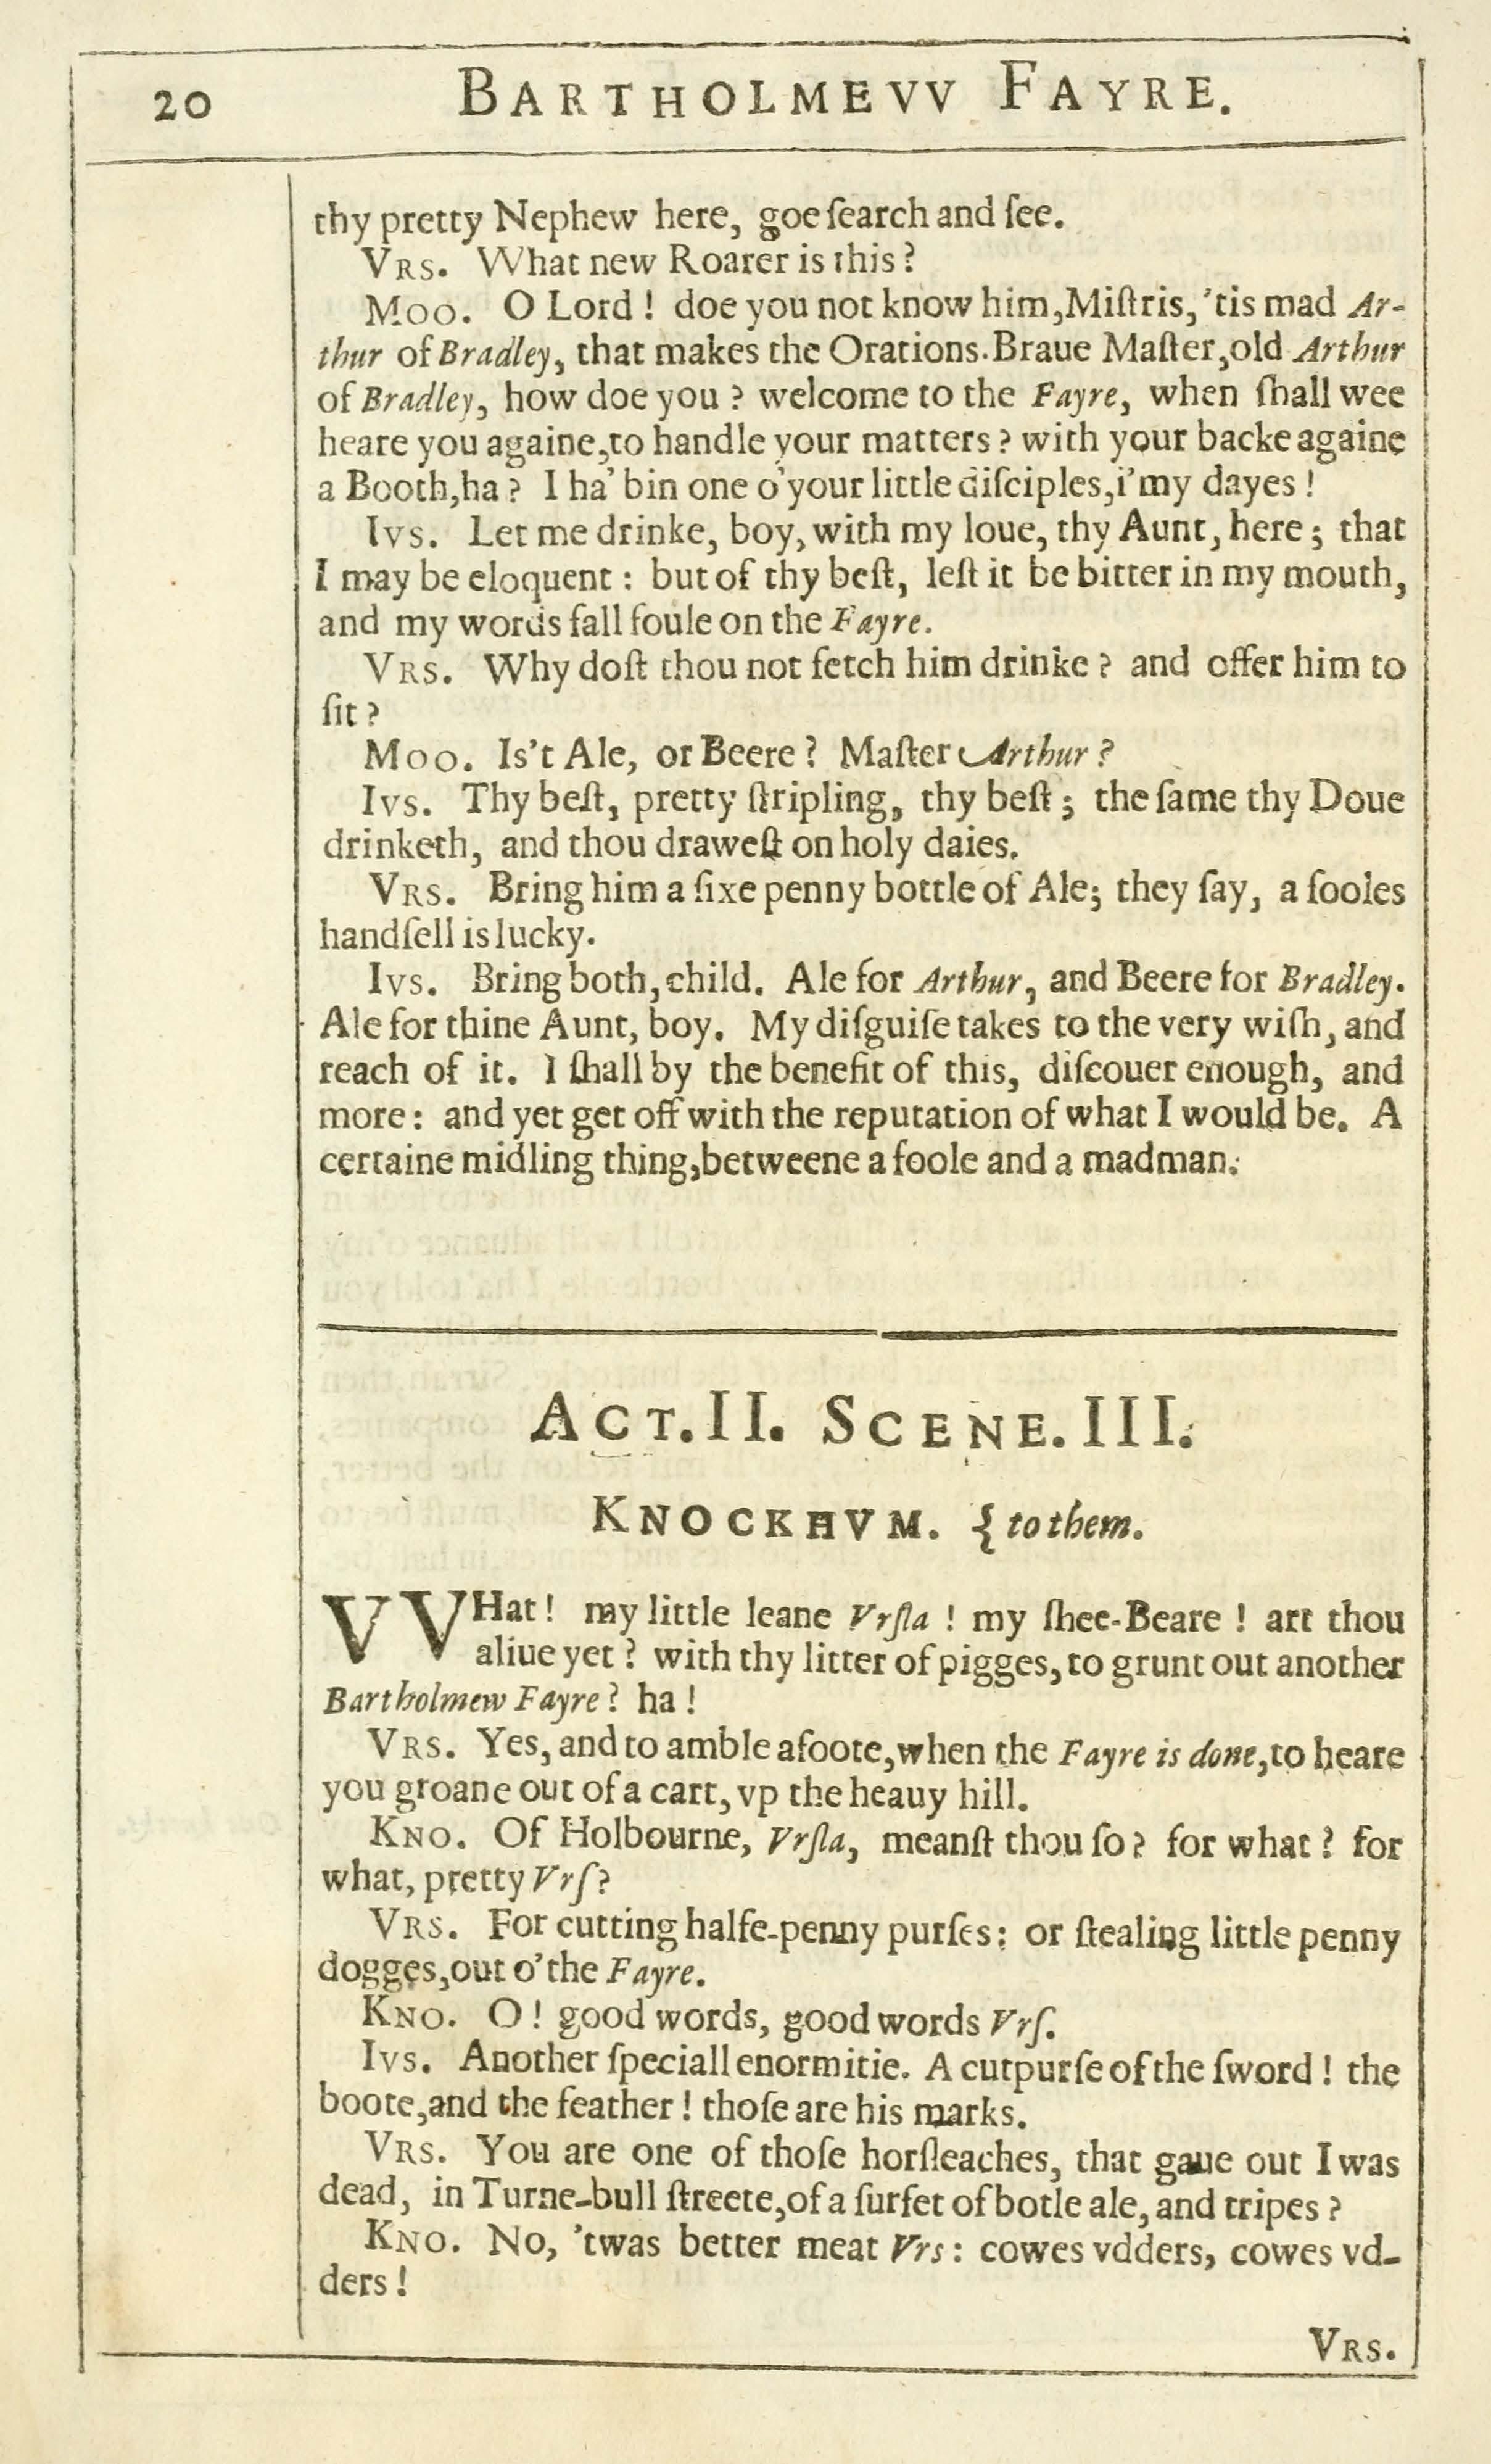 20 BARTHOLMEVV FAYRE.
thy pretty Nephew here, goe ſearch and ſee.
VRS. VVhat new Roarer is this?
MOO. O Lord! doe you not know him, Miſtris, 'tis mad Ar-
thur of Bradley, that makes the Orations. Braue Maſter, old Arthur
of Bradley, how doe you? welcome to the Fayre, when ſhall wee
heare you againe, to handle your matters? with your backe againe
a Booth, ha? I ha' bin one o'your little diſciples, i'my dayes!
IVS. Let me drinke, boy, with my loue, thy Aunt, here; that
I may be eloquent: but of thy beſt, leſt it be bitter in my mouth,
and my words fall foule on the Fayre.
VRS. Why doſt thou not fetch him drinke? and offer him to
ſit?
MOO. Is't Ale, or Beere? Maſter Arthur?
IVS. Thy beſt, pretty ſtripling, thy beſt; the ſame thy Doue
drinketh, and thou draweſt on holy daies.
VRS. Bring him a ſixe penny bottle of Ale; they ſay, a fooles
handſell is lucky.
IVS. Bring both, child. Ale for Arthur, and Beere for Bradley.
Ale for thine Aunt, boy. My diſguiſe takes to the very wiſh, and
reach of it. I ſhall by the benefit of this, diſcouer enough, and
more: and yet get off with the reputation of what I would be. A
certaine midling thing, betweene a foole and a madman.
ACT. II. SCENE. III.
KNOCKHVM. { to them.
VVHat! my little leane Vrſla! my ſhee-Beare! art thou
aliue yet? with thy litter of pigges, to grunt out another
Bartholmew Fayre? ha!
VRS. Yes, and to amble afoote, when the Fayre is done, to heare
you groane out of a cart, vp the heauy hill.
KNO. Of Holbourne, Vrſla, meanſt thou ſo? for what? for
what, pretty Vrſ?
VRS. For cutting halfe-penny purſes: or ſtealing little penny
dogges, out o'the Fayre.
KNO. O! good words, good words Vrſ.
IVS. Another ſpeciall enormitie. A cutpurſe of the ſword! the
boote, and the feather! thoſe are his marks.
VRS. You are one of thoſe horſleaches, that gaue out I was
dead, in Turne-bull ſtreete, of a ſurfet of botle ale, and tripes?
KNO. No, 'twas better meat Vrs: cowes vdders, cowes vd-
ders!
VRS.